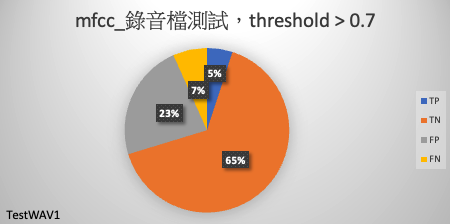 mfcc_錄音檔測試，threshold > 0.7
5%
7%
23%
65%
TP
TN
FP
FN
TestWAV1